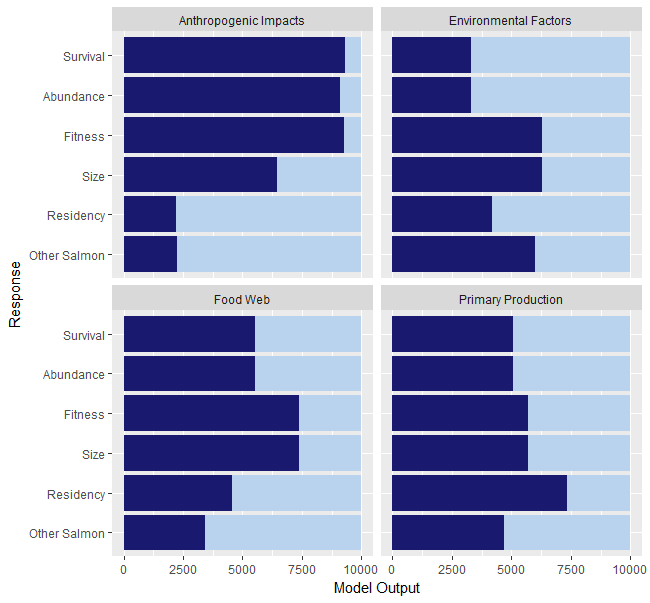 Anthropogenic Impacts
Environmental Factors
Survival
Abundance
Fitness
Size
Residency
Other Salmon
Response
Food Web
Primary Production
Survival
Abundance
Fitness
Size
Residency
Other Salmon
0 2500 5000 7500 10000
0 2500 5000 7500 10000
Model Output